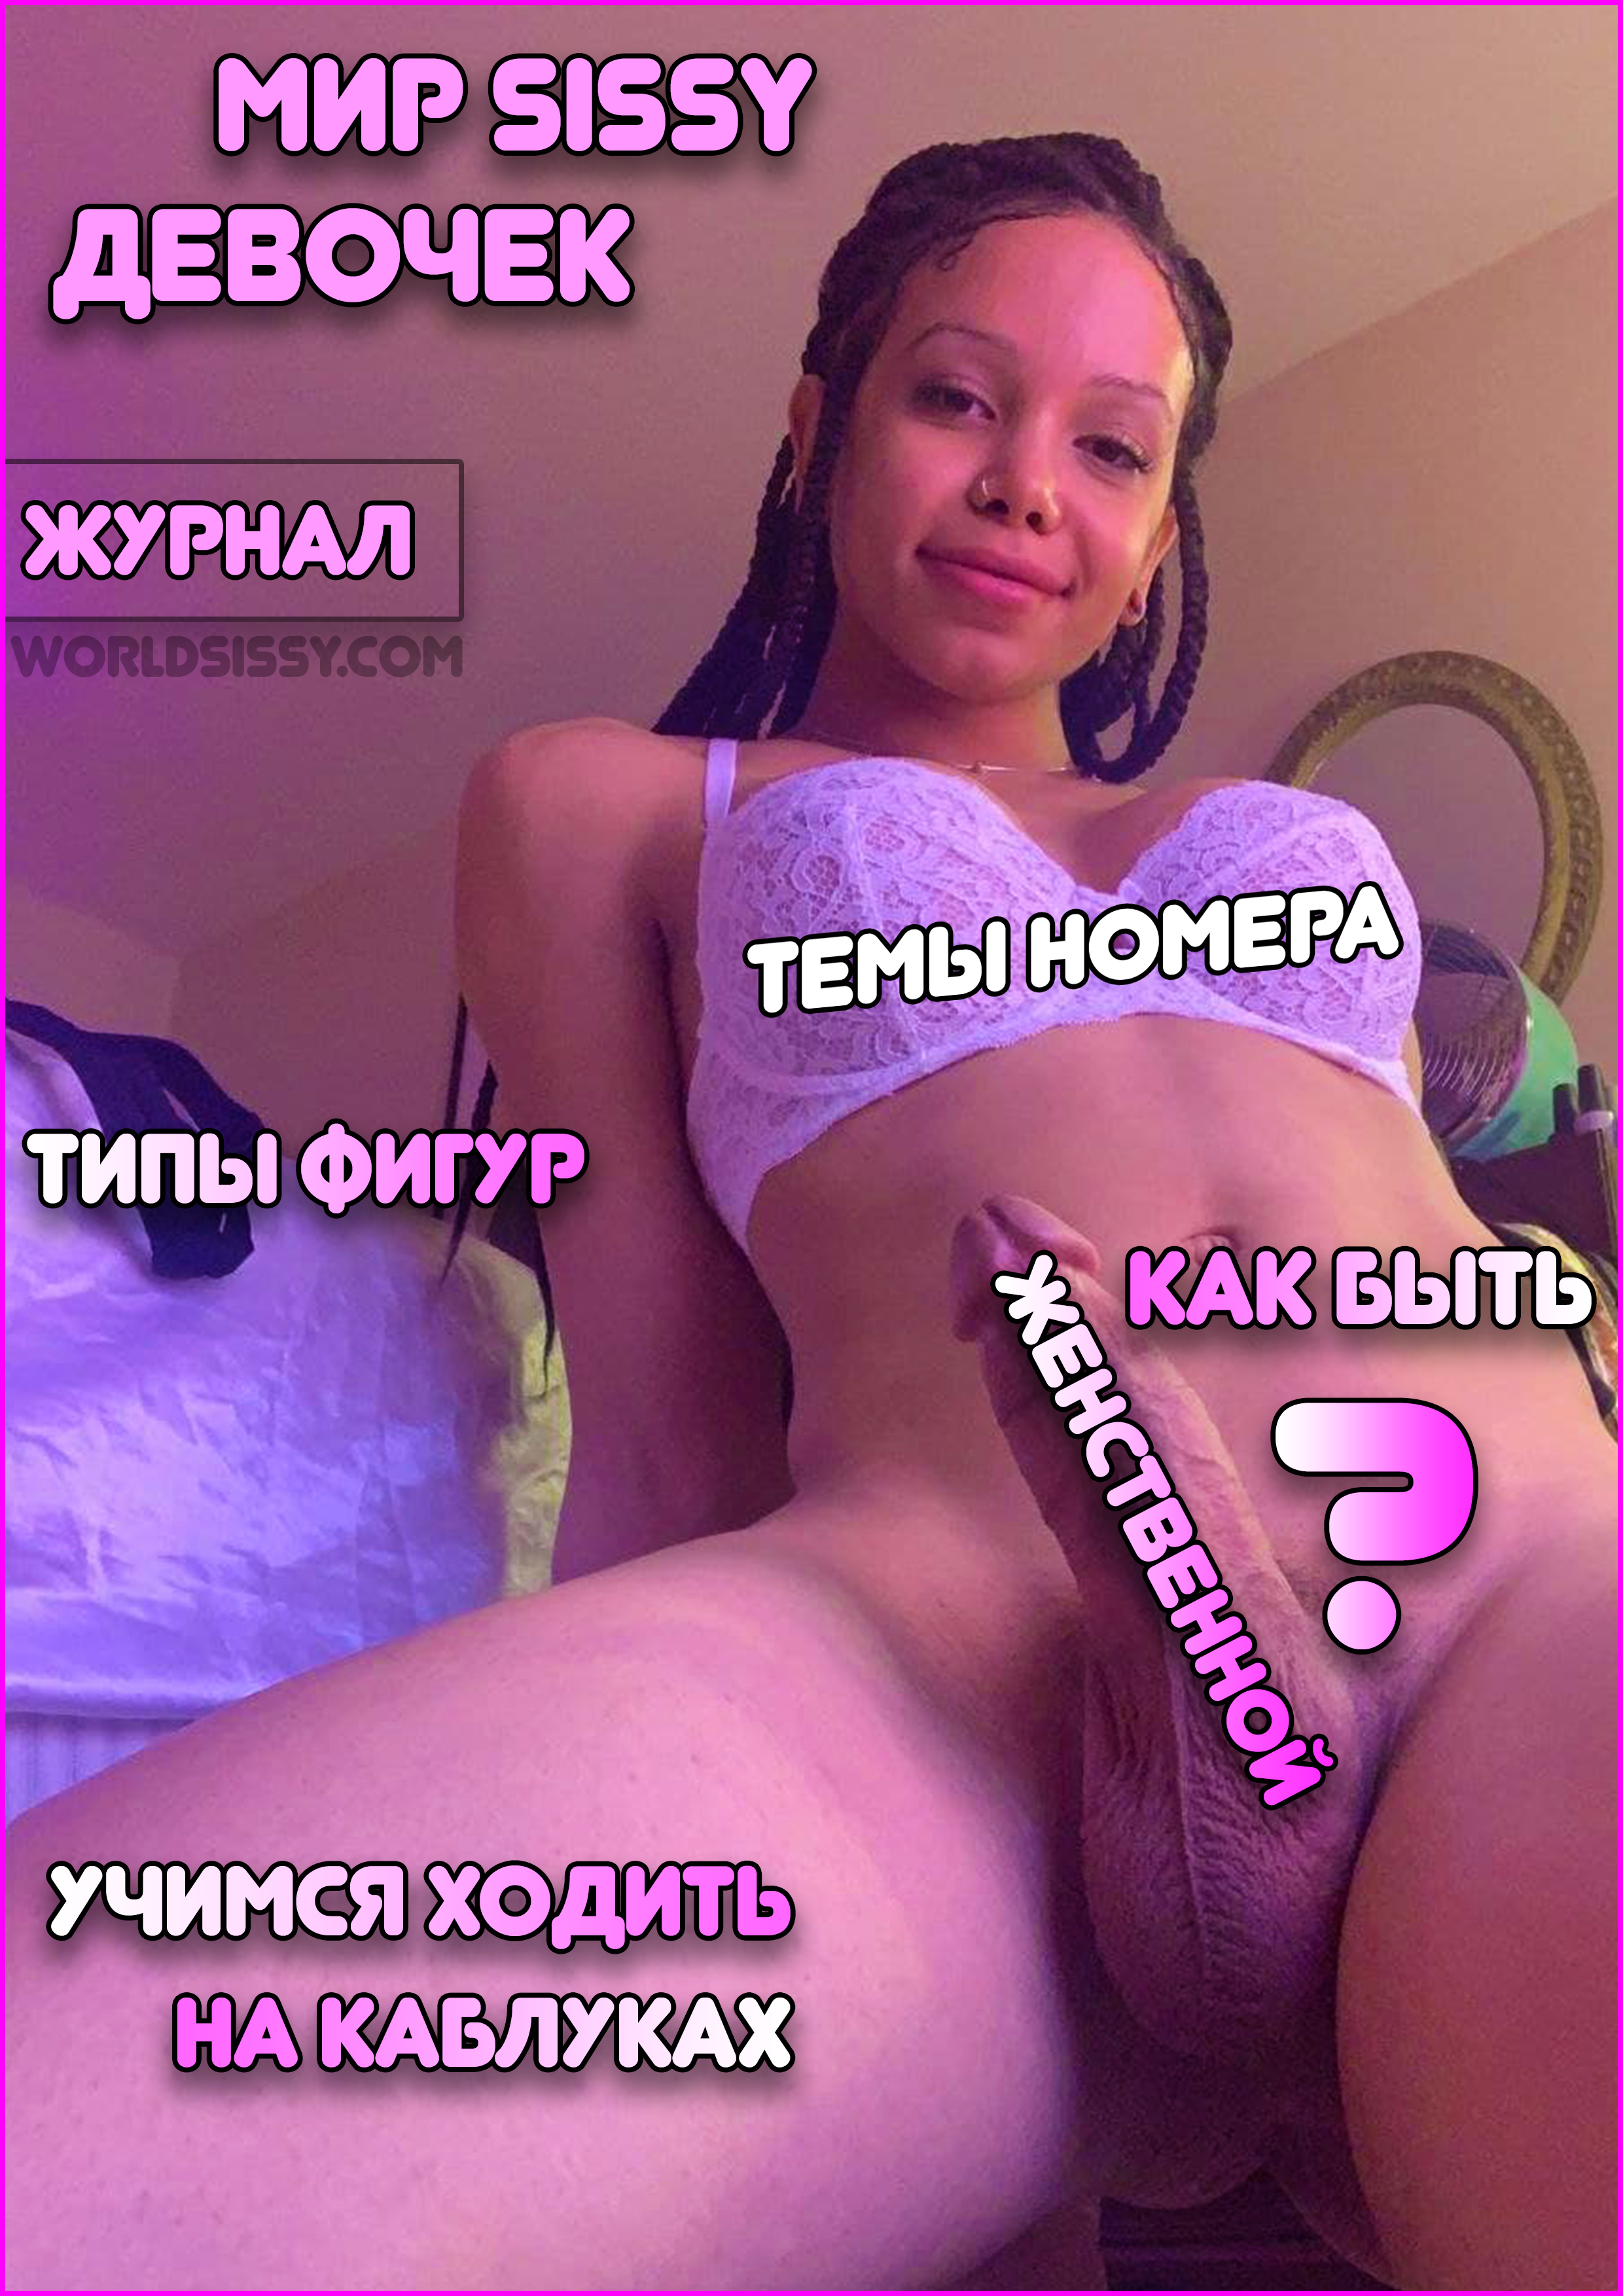 МИР SISSY
ДЕВОЧЕК
ЖУРНАЛ
WORLDSISSY.COM
ТЕМЫ НОМЕРА
ТИПЫ ФИГУР
КАК БЫТЬ
ЖЕНСТВЕННОЙ
?
УЧИМСЯ ХОДИТЬ
НА КАБЛУКАХ